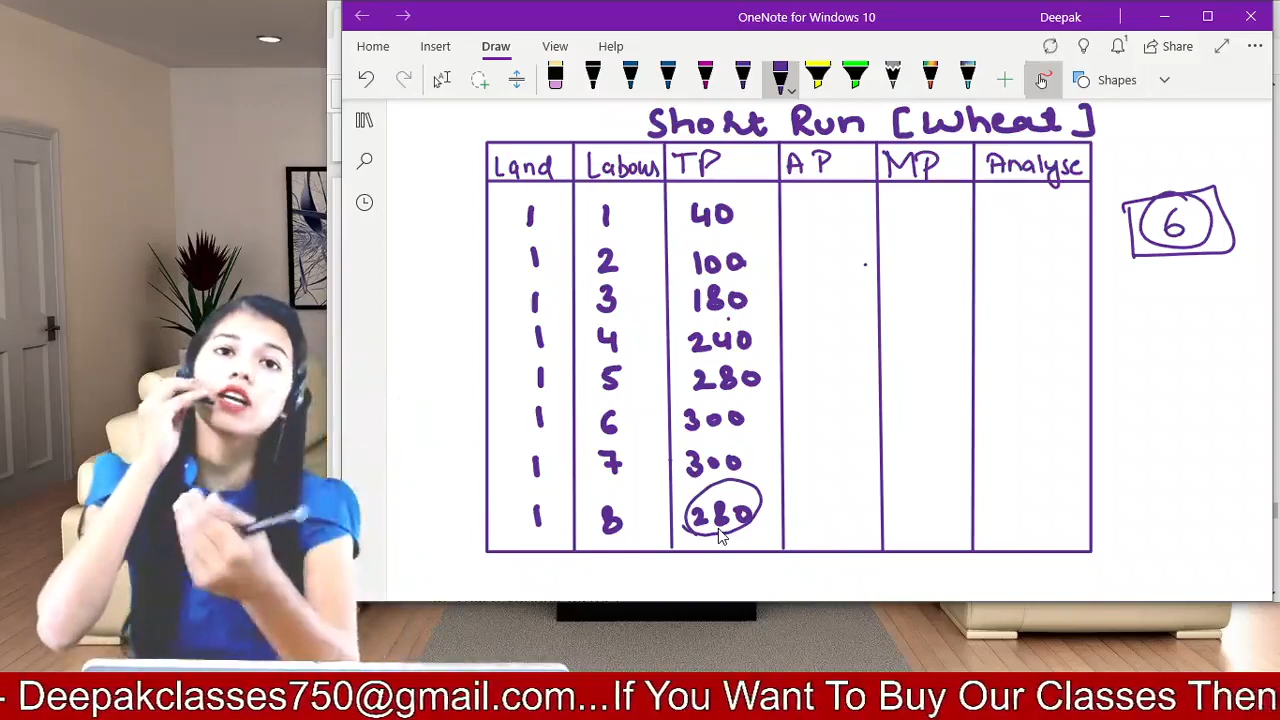 OneNote for Windows 10
Deepak
Home Insert Draw View Help
Share
Shapes
Short Run [Wheat]
Land Labour TP AP MP Analyse
1 1 40
1 2 100
1 3 180
1 4 240
1 5 280
1 6 300
1 7 300
1 8 280
6
- Deepakclasses750@gmail.com...If You Want To Buy Our Classes Then